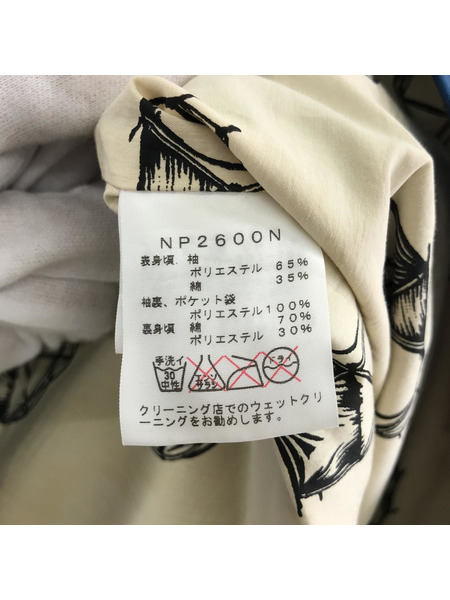 NP2600N
表身頃．袖
ポリエステル 65%
綿 35%
袖裏、ポケット袋
ポリエステル100%
裏身頃 綿 70%
ポリエステル 30%
手洗イ
30
中性
エンソ
サラシ
ドライ
クリーニング店でのウェットクリ
ーニングをお勧めします。